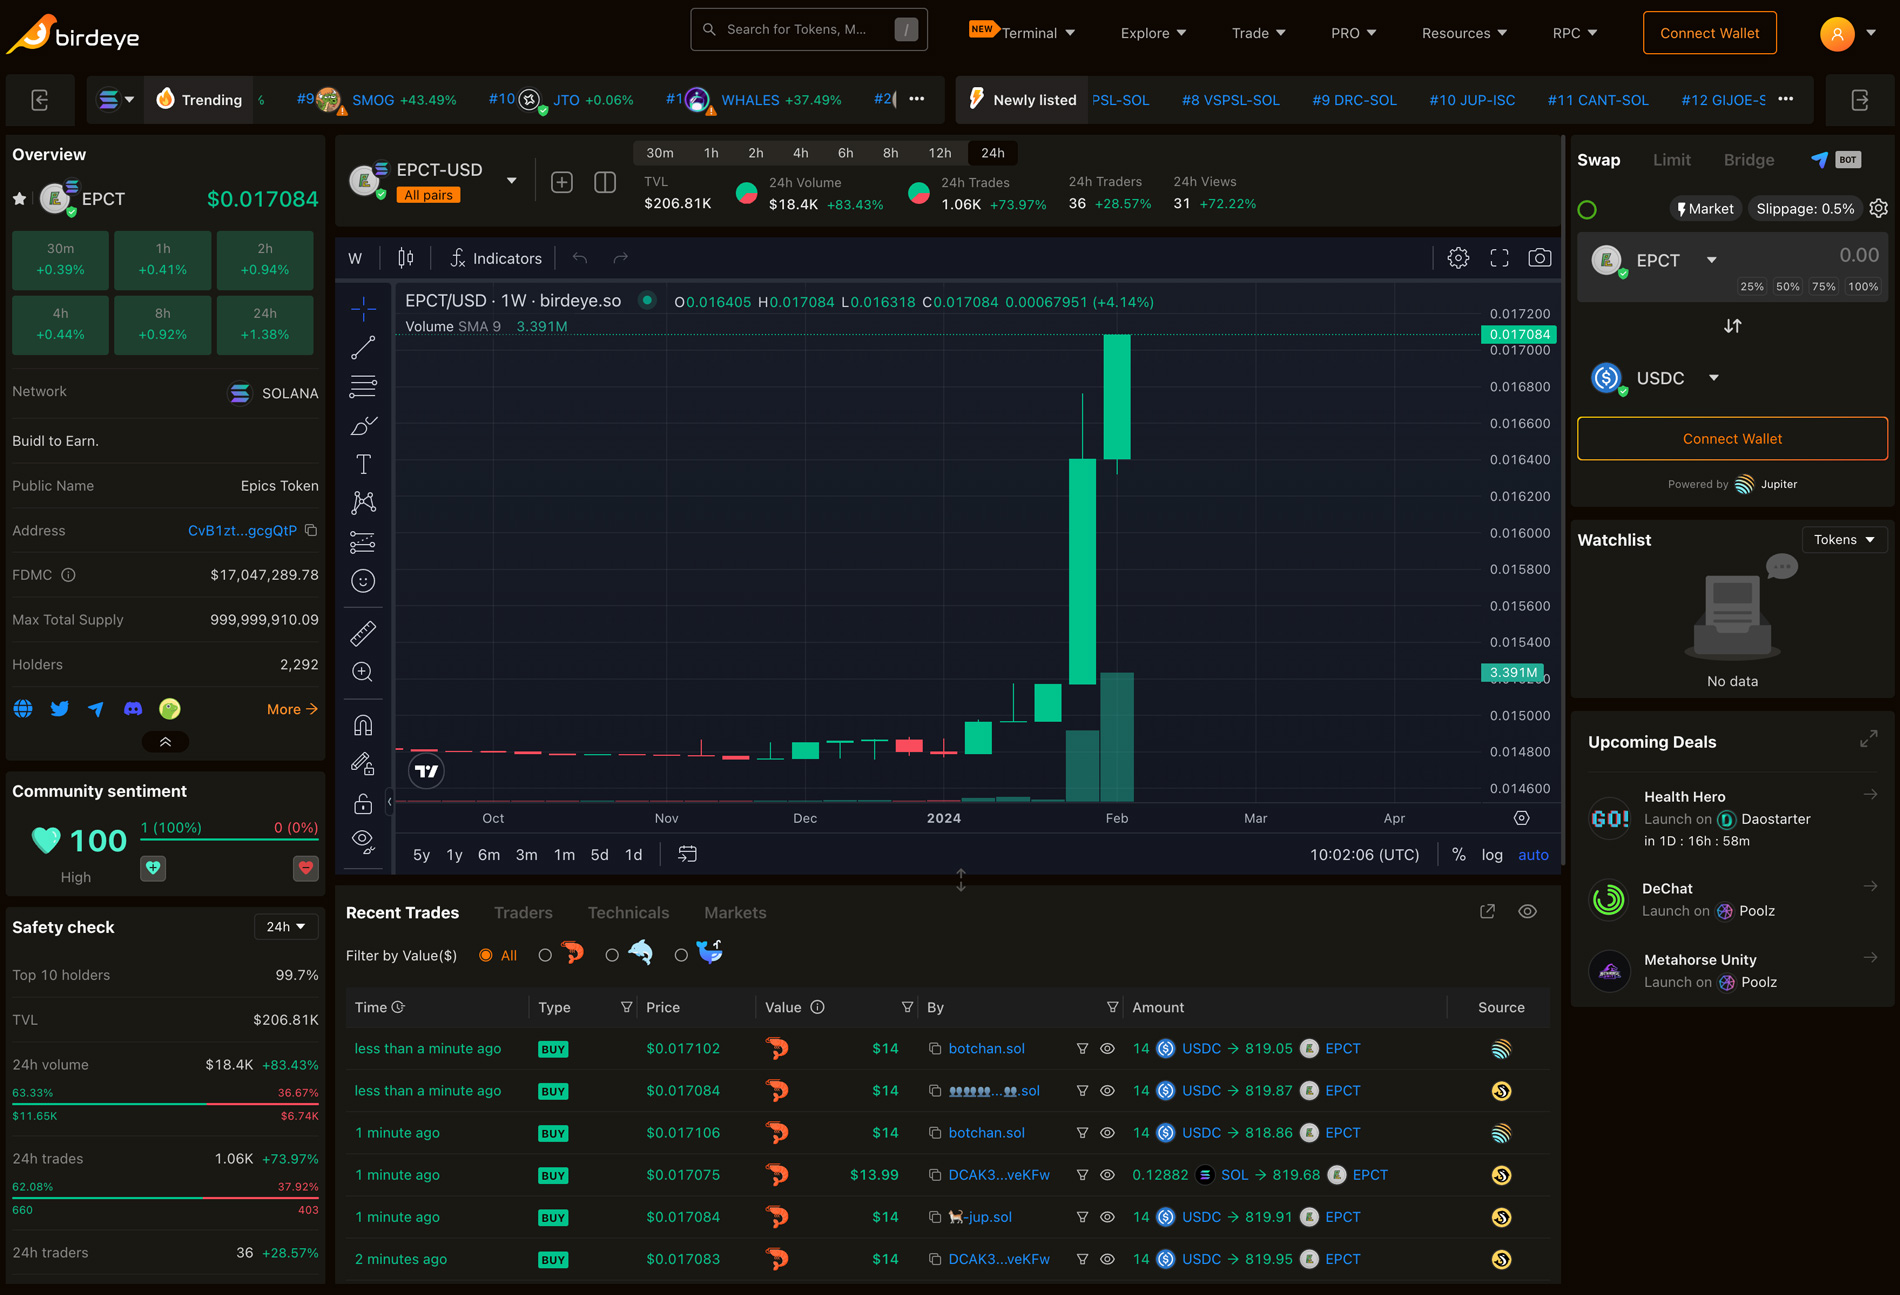 birdeye
Search for Tokens, M...
/
NEW
Terminal
Explore
Trade
PRO
Resources
RPC
Connect Wallet
Trending
%
#9 SMOG +43.49%
#10 JTO +0.06%
WHALES +37.49%
Newly listed
PSL-SOL
#8 VSPSL-SOL
#9 DRC-SOL
#10 JUP-ISC
#11 CANT-SOL
#12 GIJOE-S
Overview
EPCT
$0.017084
30m
+0.39%
1h
+0.41%
2h
+0.94%
4h
+0.44%
8h
+0.92%
24h
+1.38%
Network
SOLANA
Buidl to Earn.
Public Name
Epics Token
Address
CvB1zt...gcgQtP
FDMC
$17,047,289.78
Max Total Supply
999,999,910.09
Holders
2,292
More
Community sentiment
100
High
1 (100%)
0 (0%)
Safety check
24h
Top 10 holders
99.7%
TVL
$206.81K
24h volume
$18.4K +83.43%
63.33%
36.67%
$11.65K
$6.74K
24h trades
1.06K +73.97%
62.08%
37.92%
660
403
24h traders
36 +28.57%
EPCT-USD
All pairs
30m 1h 2h 4h 6h 8h 12h 24h
TVL
$206.81K
24h Volume
$18.4K +83.43%
24h Trades
1.06K +73.97%
24h Traders
36 +28.57%
24h Views
31 +72.22%
W
Indicators
EPCT/USD · 1W · birdeye.so
O0.016405 H0.017084 L0.016318 C0.017084 0.00067951 (+4.14%)
Volume SMA 9 3.391M
0.017200
0.017084
0.017000
0.016800
0.016600
0.016400
0.016200
0.016000
0.015800
0.015600
0.015400
3.391M
0.015000
0.014800
0.014600
Oct Nov Dec 2024 Feb Mar Apr
5y 1y 6m 3m 1m 5d 1d
10:02:06 (UTC)
% log auto
Recent Trades
Traders
Technicals
Markets
Filter by Value($)
All
Time Type Price Value By Amount Source
less than a minute ago BUY $0.017102 $14 botchan.sol 14 USDC → 819.05 EPCT
less than a minute ago BUY $0.017084 $14 ... .sol 14 USDC → 819.87 EPCT
1 minute ago BUY $0.017106 $14 botchan.sol 14 USDC → 818.86 EPCT
1 minute ago BUY $0.017075 $13.99 DCAK3...veKFw 0.12882 SOL → 819.68 EPCT
1 minute ago BUY $0.017084 $14 -jup.sol 14 USDC → 819.91 EPCT
2 minutes ago BUY $0.017083 $14 DCAK3...veKFw 14 USDC → 819.95 EPCT
Swap
Limit
Bridge
BOT
Market
Slippage: 0.5%
EPCT
0.00
25% 50% 75% 100%
USDC
Connect Wallet
Powered by Jupiter
Watchlist
Tokens
No data
Upcoming Deals
GO!
Health Hero
Launch on Daostarter
in 1D : 16h : 58m
DeChat
Launch on Poolz
Metahorse Unity
Launch on Poolz